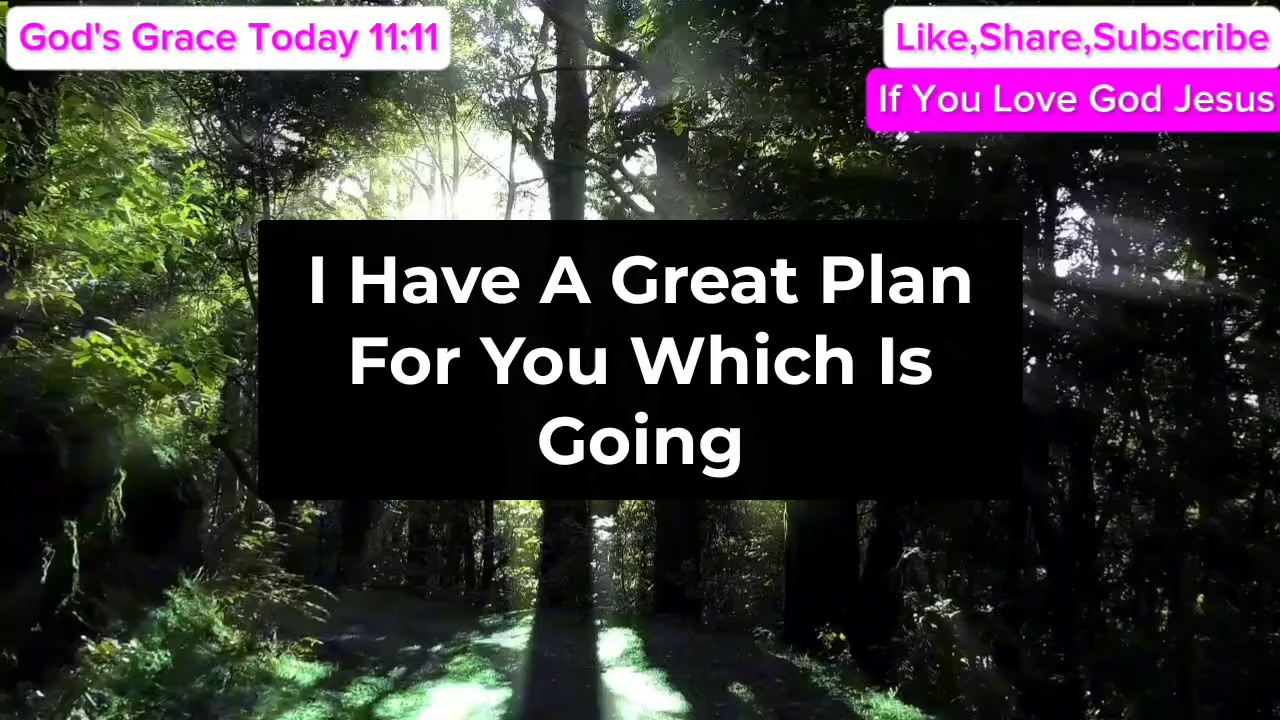 God's Grace Today 11:11
Like,Share,Subscribe
If You Love God Jesus
I Have A Great Plan
For You Which Is
Going